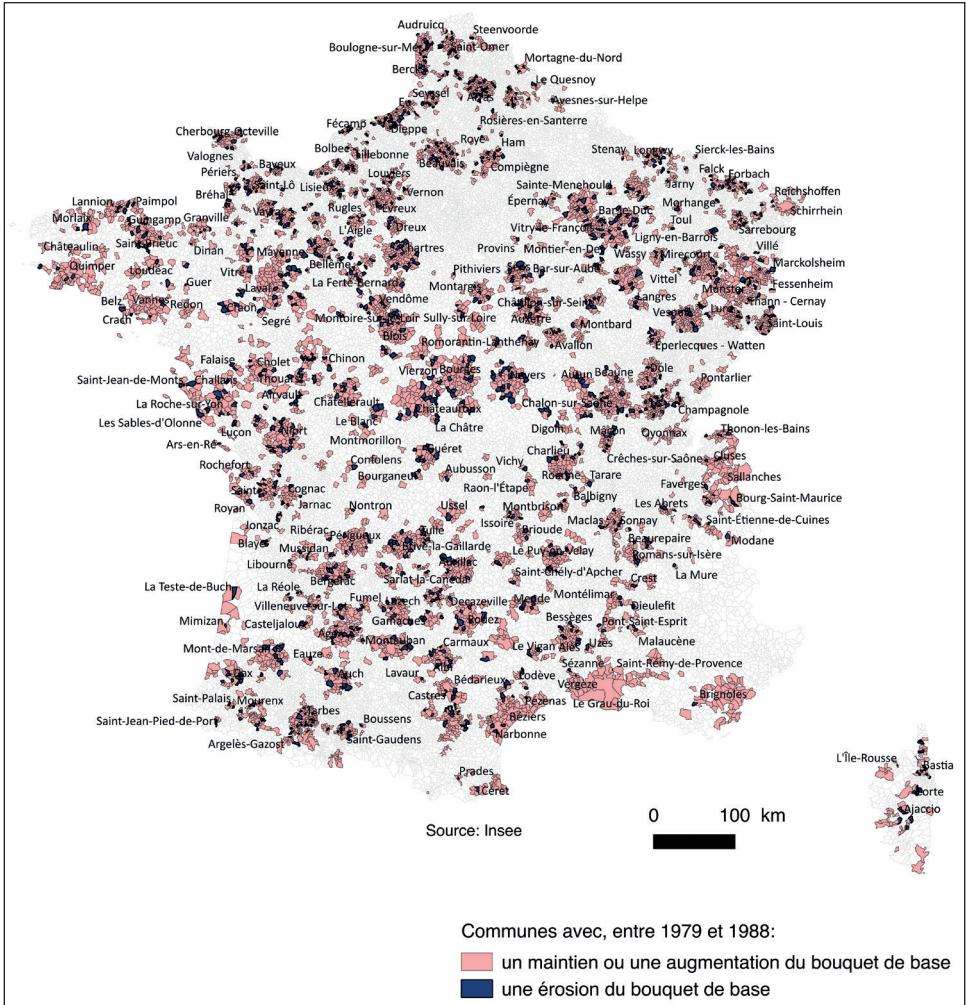 Audruicq
Steenvoorde
Boulogne-sur-Mer
Saint-Omer
Mortagne-du-Nord
Berck
Le Quesnoy
Seyssel
Arras
Avesnes-sur-Helpe
Eu
Rosières-en-Santerre
Fécamp
Dieppe
Cherbourg-Octeville
Roye
Ham
Bolbec
Lillebonne
Beauvais
Stenay
Longwy
Sierck-les-Bains
Valognes
Bayeux
Louviers
Compiègne
Falck
Forbach
Périers
Saint-Lô
Lisieux
Vernon
Sainte-Menehould
Jarny
Reichshoffen
Bréhal
Évreux
Épernay
Morhange
Schirrhein
Lannion
Paimpol
Rugles
Bar-le-Duc
Toul
Morlaix
Guingamp
Granville
L'Aigle
Dreux
Vitry-le-François
Sarrebourg
Saint-Brieuc
Ligny-en-Barrois
Châteaulin
Dinan
Mayenne
Chartres
Provins
Montier-en-Der
Villé
Quimper
Loudéac
Vitré
Bellême
Pithiviers
Bar-sur-Aube
Wassy
Mirecourt
Marckolsheim
Guer
Laval
La Ferté-Bernard
Montargis
Vittel
Fessenheim
Belz
Vannes
Redon
Craon
Vendôme
Châtillon-sur-Seine
Langres
Munster
Crach
Segré
Montoire-sur-le-Loir
Sully-sur-Loire
Auxerre
Vesoul
Lure
Thann - Cernay
Blois
Montbard
Saint-Louis
Romorantin-Lanthenay
Avallon
Éperlecques - Watten
Falaise
Cholet
Chinon
Vierzon
Bourges
Saint-Jean-de-Monts
Challans
Thouars
Nevers
Autun
Beaune
Dole
Pontarlier
Airvault
La Roche-sur-Yon
Châtellerault
Châteauroux
Chalon-sur-Saône
Champagnole
Les Sables-d'Olonne
Le Blanc
La Châtre
Luçon
Niort
Digoin
Mâcon
Oyonnax
Thonon-les-Bains
Ars-en-Ré
Montmorillon
Guéret
Charlieu
Cluses
Rochefort
Confolens
Vichy
Crêches-sur-Saône
Aubusson
Roanne
Sallanches
Bourganeuf
Raon-l'Étape
Tarare
Faverges
Cognac
Balbigny
Bourg-Saint-Maurice
Royan
Jarnac
Nontron
Ussel
Montbrison
Les Abrets
Jonzac
Ribérac
Issoire
Maclas
Sonnay
Saint-Étienne-de-Cuines
Blaye
Périgueux
Tulle
Brioude
Mussidan
Brive-la-Gaillarde
Beaurepaire
Modane
Libourne
Aurillac
Le Puy-en-Velay
Romans-sur-Isère
Bergerac
Sarlat-la-Canéda
Saint-Chély-d'Apcher
La Mure
La Teste-de-Buch
La Réole
Crest
Fumel
Decazeville
Mende
Montélimar
Villeneuve-sur-Lot
Dieulefit
Mimizan
Casteljaloux
Rodez
Bessèges
Pont-Saint-Esprit
Agen
Montauban
Carmaux
Malaucène
Mont-de-Marsan
Eauze
Le Vigan
Alès
Uzès
Dax
Auch
Lavaur
Albi
Lodève
Sézanne
Saint-Rémy-de-Provence
Bédarieux
Vergèze
Saint-Palais
Mourenx
Castres
Pézenas
Le Grau-du-Roi
Brignoles
Saint-Jean-Pied-de-Port
Tarbes
Boussens
Béziers
Argelès-Gazost
Saint-Gaudens
Narbonne
L'Île-Rousse
Bastia
Prades
Corte
Céret
Ajaccio
0 100 km
Source: Insee
Communes avec, entre 1979 et 1988:
un maintien ou une augmentation du bouquet de base
une érosion du bouquet de base